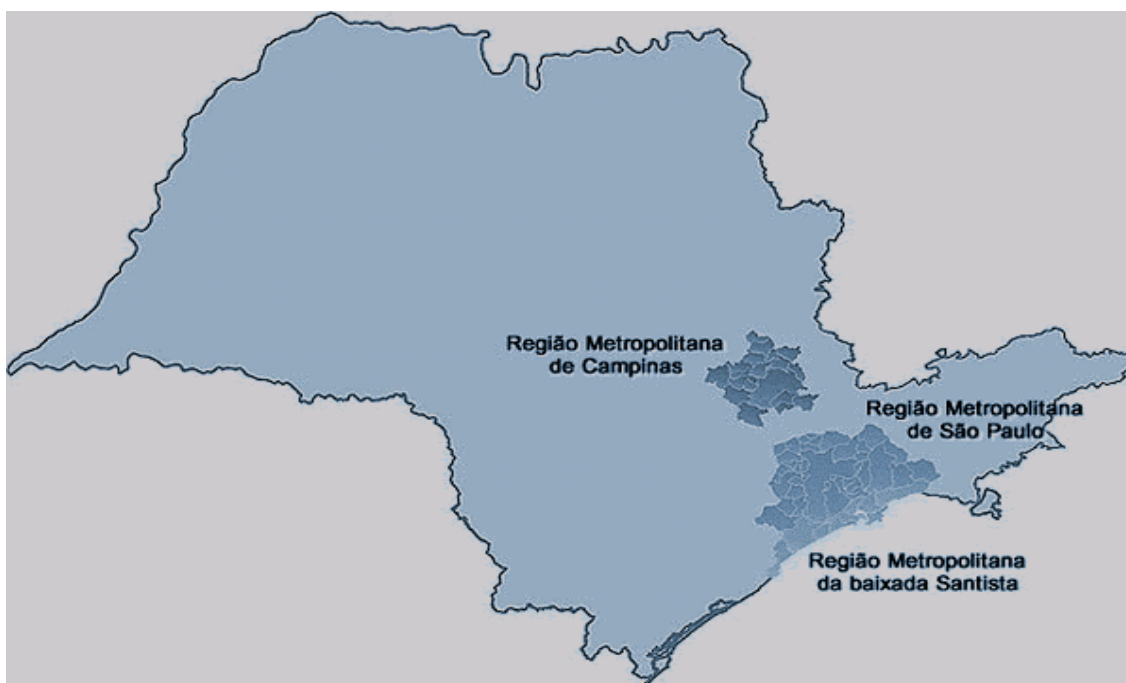 Região Metropolitana
de Campinas
Região Metropolitana
de São Paulo
Região Metropolitana
da baixada Santista